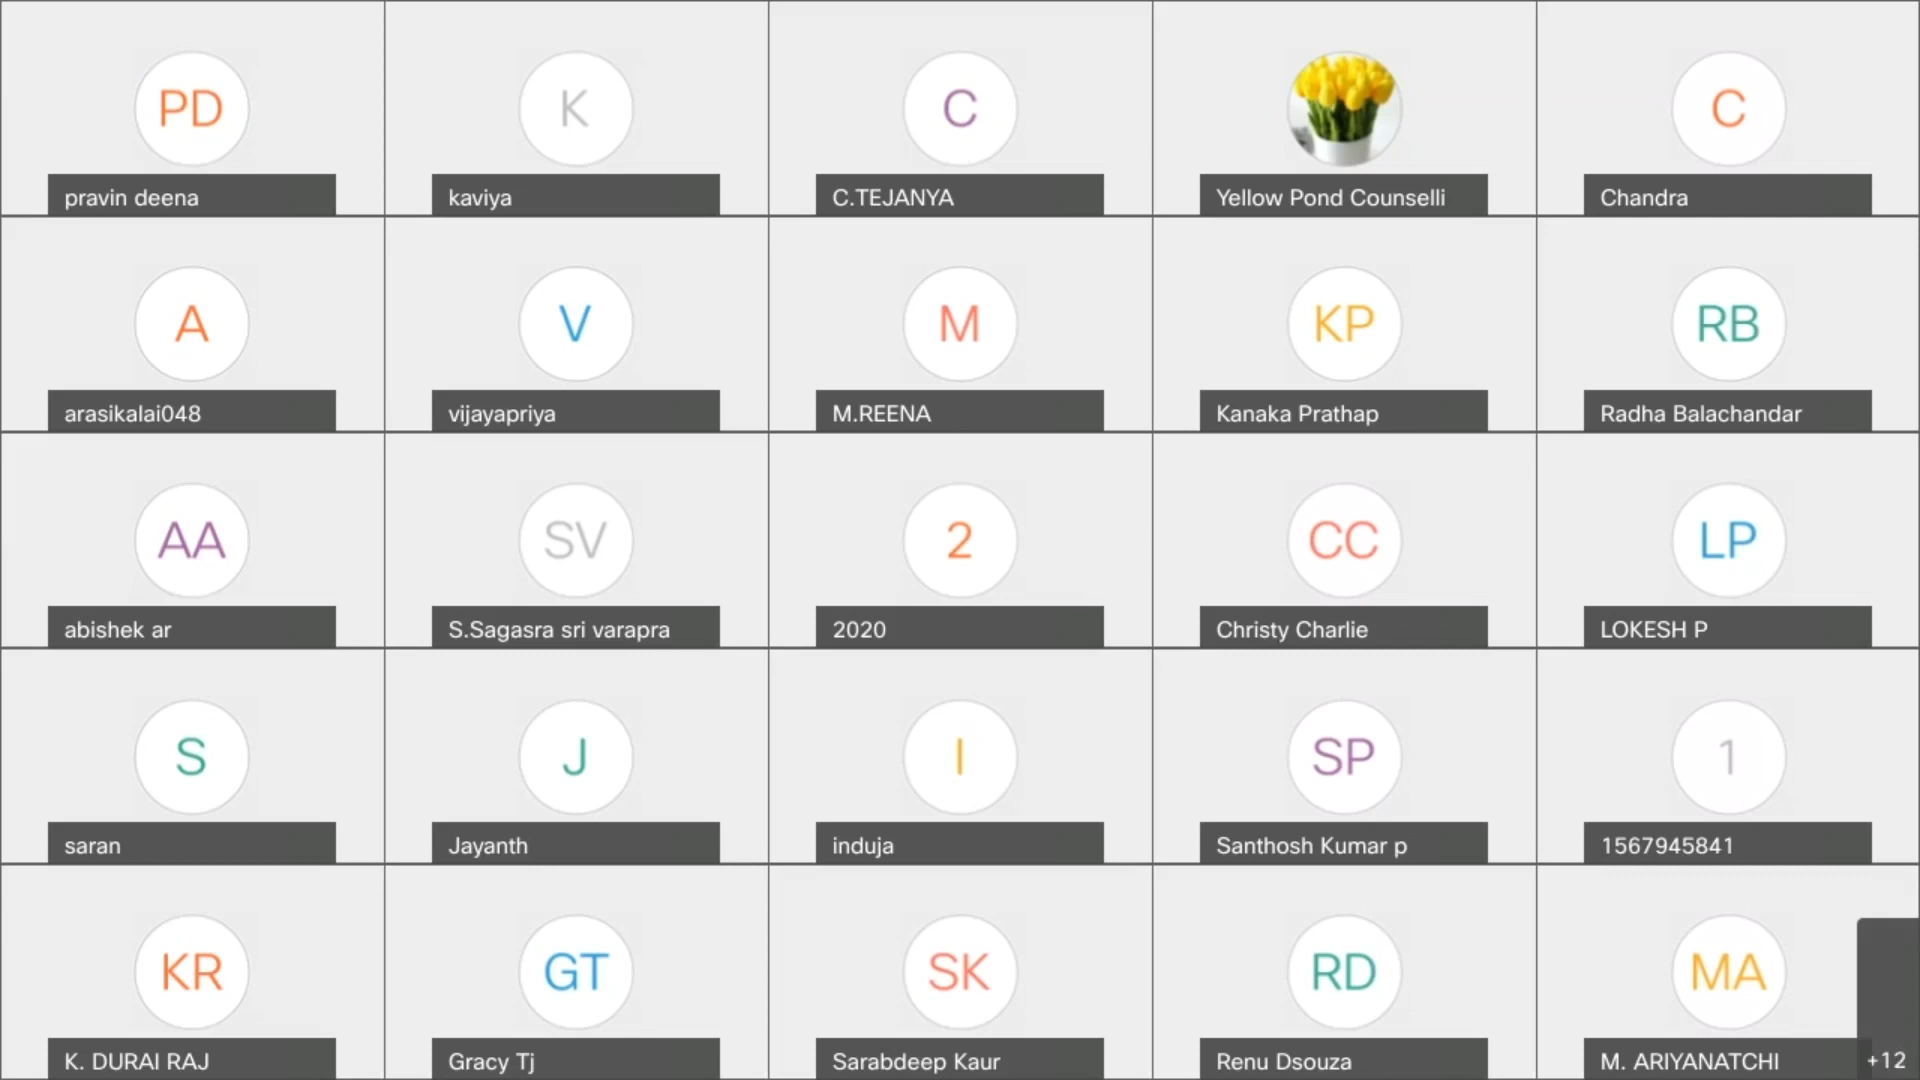 PD
pravin deena
K
kaviya
C
C.TEJANYA
Yellow Pond Counselli
C
Chandra
A
arasikalai048
V
vijayapriya
M
M.REENA
KP
Kanaka Prathap
RB
Radha Balachandar
AA
abishek ar
SV
S.Sagasra sri varapra
2
2020
CC
Christy Charlie
LP
LOKESH P
S
saran
J
Jayanth
I
induja
SP
Santhosh Kumar p
1
1567945841
KR
K. DURAI RAJ
GT
Gracy Tj
SK
Sarabdeep Kaur
RD
Renu Dsouza
MA
M. ARIYANATCHI
+12